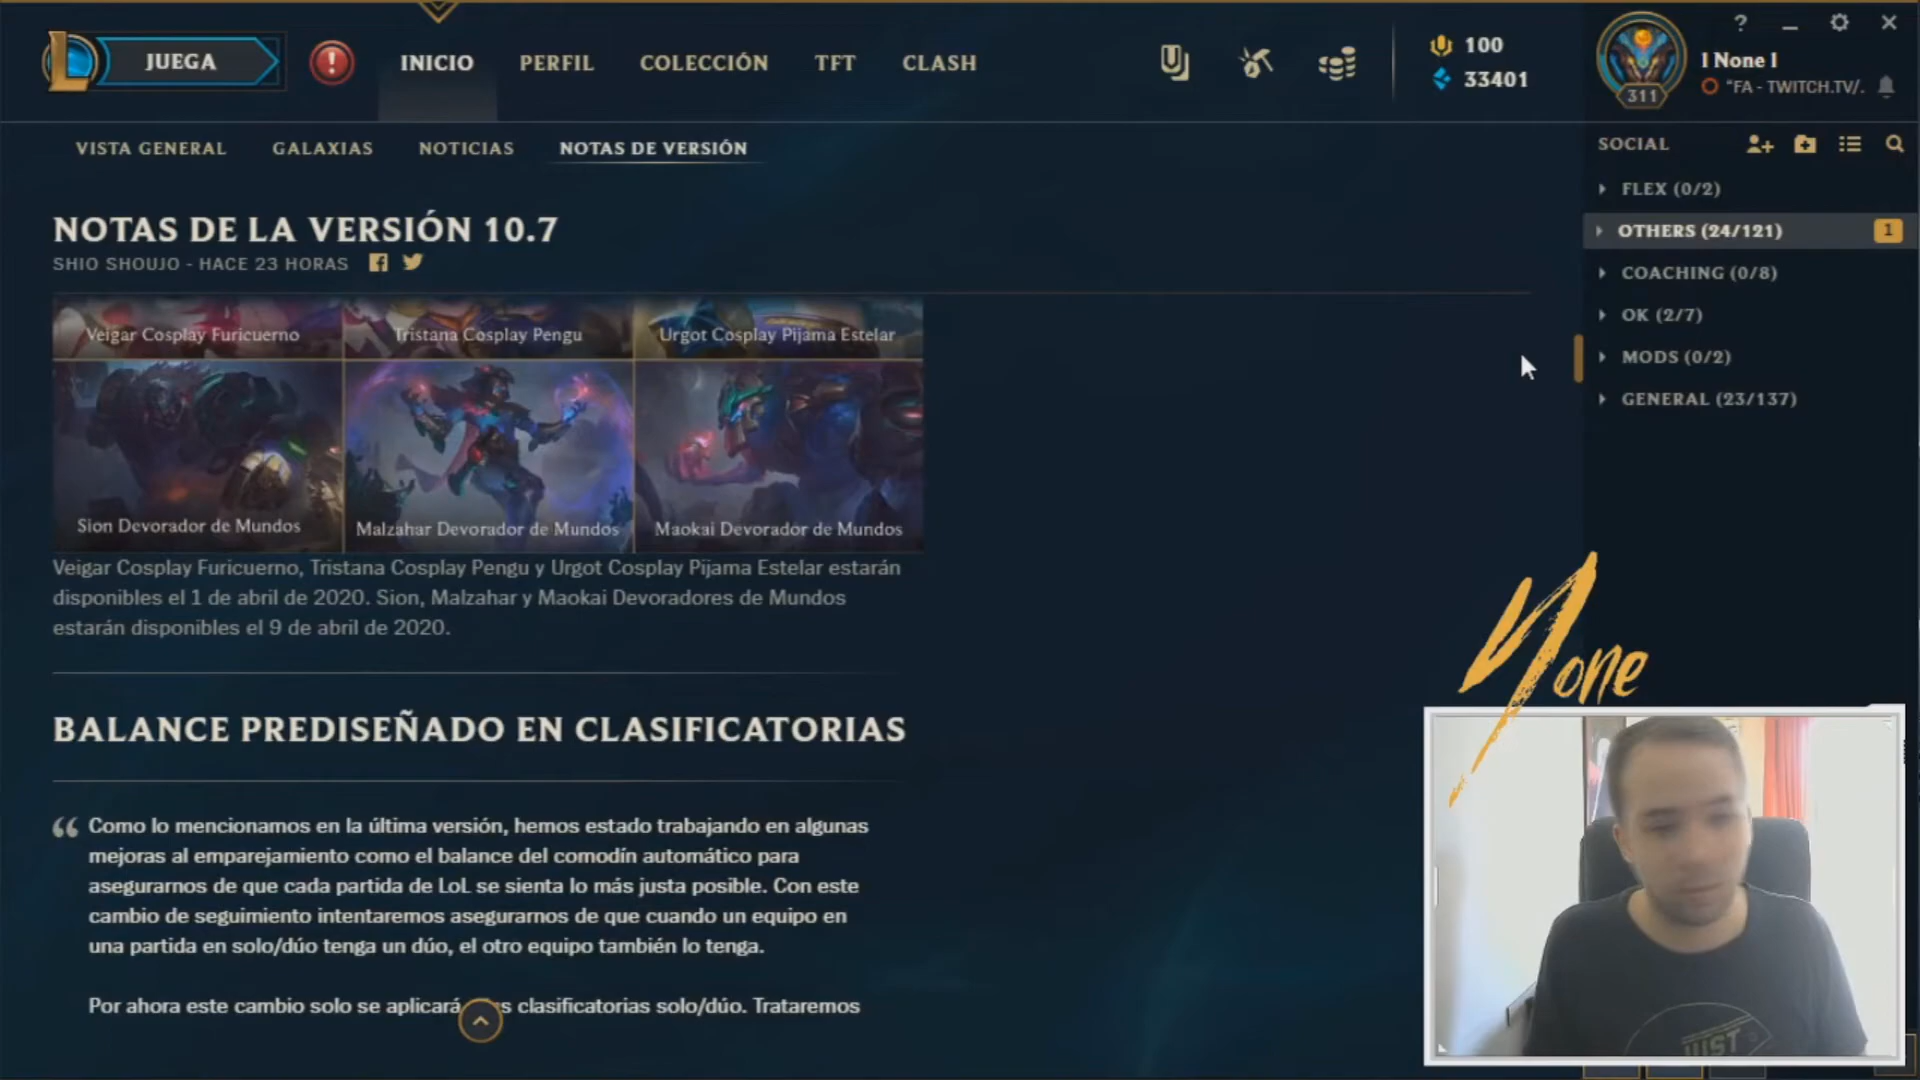 JUEGA
INICIO
PERFIL
COLECCIÓN
TFT
CLASH
100
33401
?
I None I
311
"FA - TWITCH.TV/.
VISTA GENERAL
GALAXIAS
NOTICIAS
NOTAS DE VERSIÓN
SOCIAL
FLEX (0/2)
OTHERS (24/121)
1
COACHING (0/8)
OK (2/7)
MODS (0/2)
GENERAL (23/137)
NOTAS DE LA VERSIÓN 10.7
SHIO SHOUJO - HACE 23 HORAS
Veigar Cosplay Furicuerno
Tristana Cosplay Pengu
Urgot Cosplay Pijama Estelar
Sion Devorador de Mundos
Malzahar Devorador de Mundos
Maokai Devorador de Mundos
Veigar Cosplay Furicuerno, Tristana Cosplay Pengu y Urgot Cosplay Pijama Estelar estarán
disponibles el 1 de abril de 2020. Sion, Malzahar y Maokai Devoradores de Mundos
estarán disponibles el 9 de abril de 2020.
BALANCE PREDISEÑADO EN CLASIFICATORIAS
“ Como lo mencionamos en la última versión, hemos estado trabajando en algunas
mejoras al emparejamiento como el balance del comodín automático para
asegurarnos de que cada partida de LoL se sienta lo más justa posible. Con este
cambio de seguimiento intentaremos asegurarnos de que cuando un equipo en
una partida en solo/dúo tenga un dúo, el otro equipo también lo tenga.
Por ahora este cambio solo se aplicará clasificatorias solo/dúo. Trataremos
None